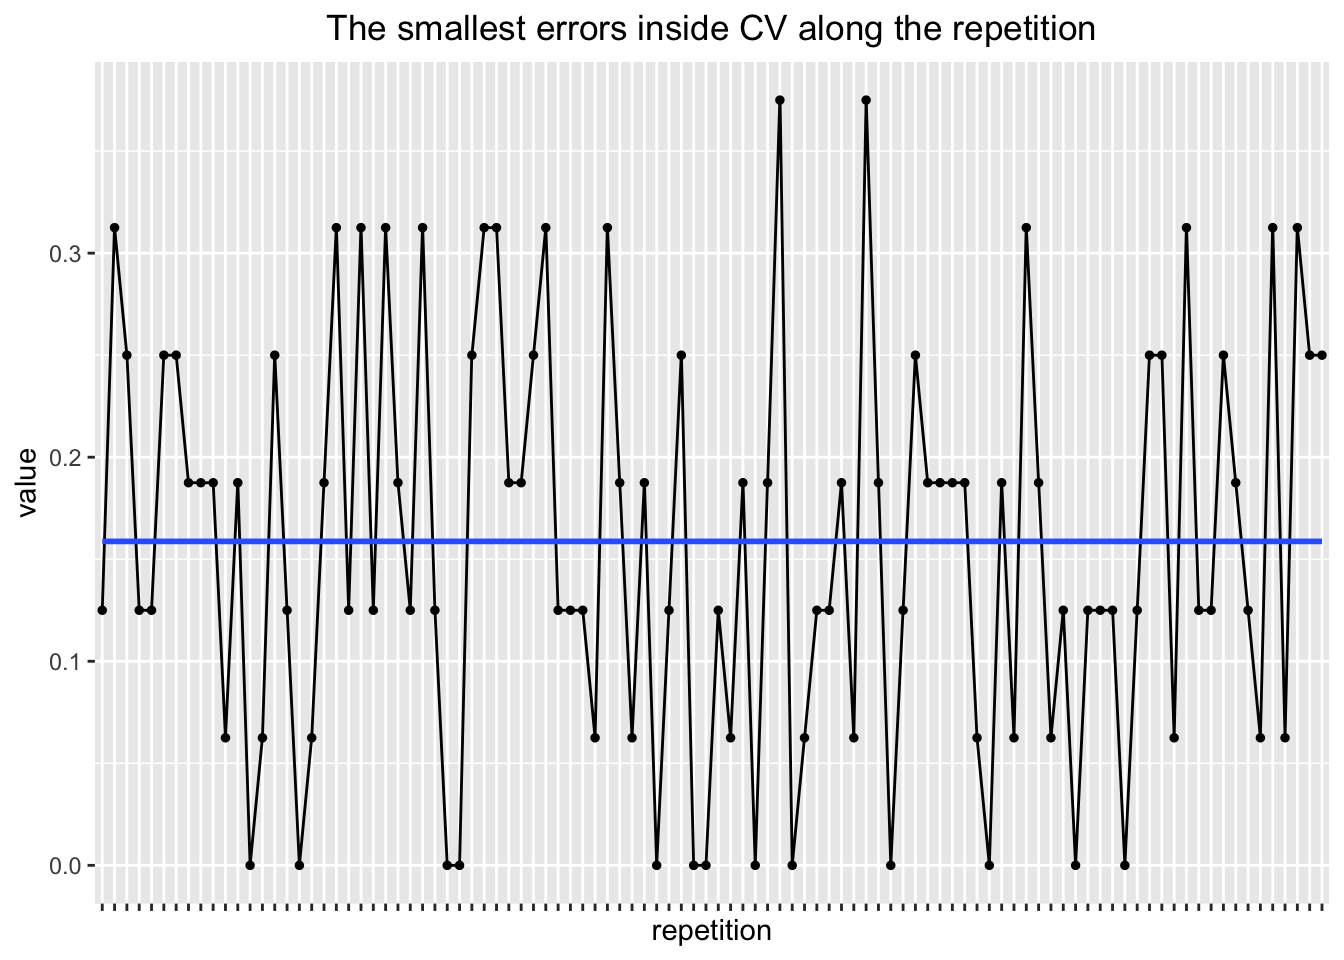 The smallest errors inside CV along the repetition
value
0.3
0.2
0.1
0.0
repetition